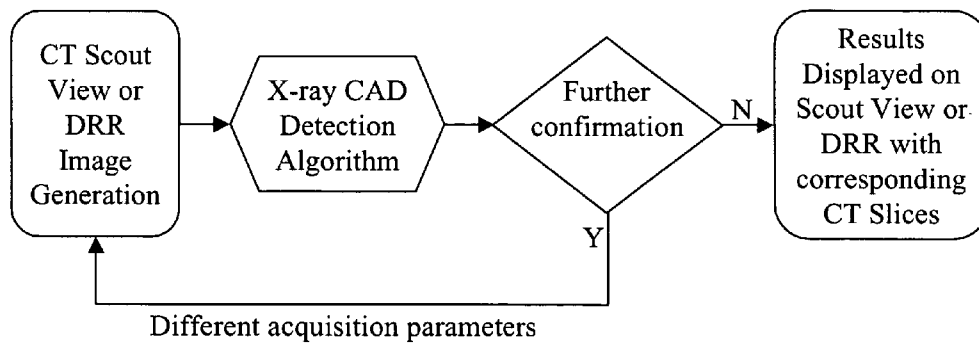 CT Scout
View or
DRR
Image
Generation
X-ray CAD
Detection
Algorithm
Further
confirmation
N
Y
Results
Displayed on
Scout View or
DRR with
corresponding
CT Slices
Different acquisition parameters